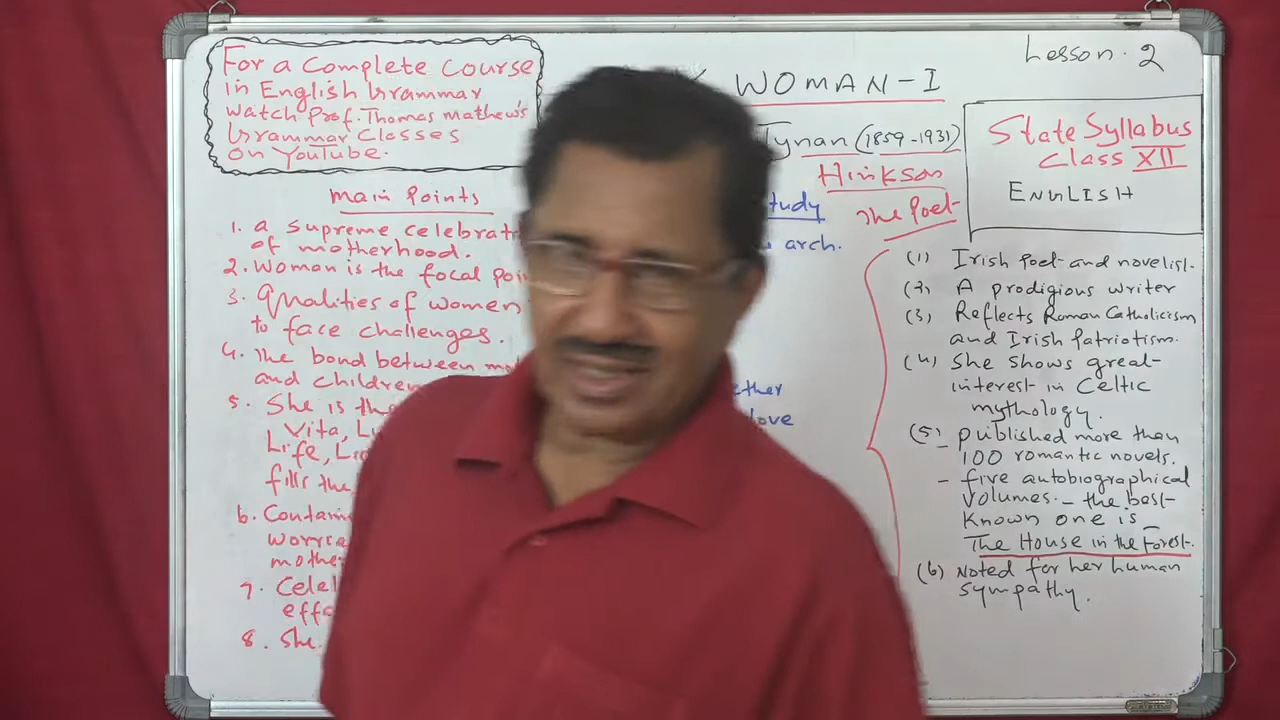 For a Complete Course
in English Grammar
watch Prof. Thomas Mathew's
Grammar Classes
on YouTube.
Lesson. 2
WOMAN-I
Tynan (1859-1931)
Hinkson
The Poet
State Syllabus
Class XII
ENGLISH
main Points
1. a supreme celebrat
of motherhood.
2. Woman is the focal poin
3. Qualities of women
to face challenges.
4. The bond between mo
and children
5. She is the
Vita, Lu
Life, Lig
fills the
6. Contain
worries
mothe
7. Celeb
effo
8. She
tudy
arch.
ether
love
(1) Irish Poet and novelist.
(2) A prodigious writer
(3) Reflects Roman Catholicism
and Irish Patriotism.
(4) She shows great
interest in Celtic
mythology.
(5) published more than
100 romantic novels.
- five autobiographical
volumes. - the best
known one is -
The House in the Forest.
(6) Noted for her human
sympathy.